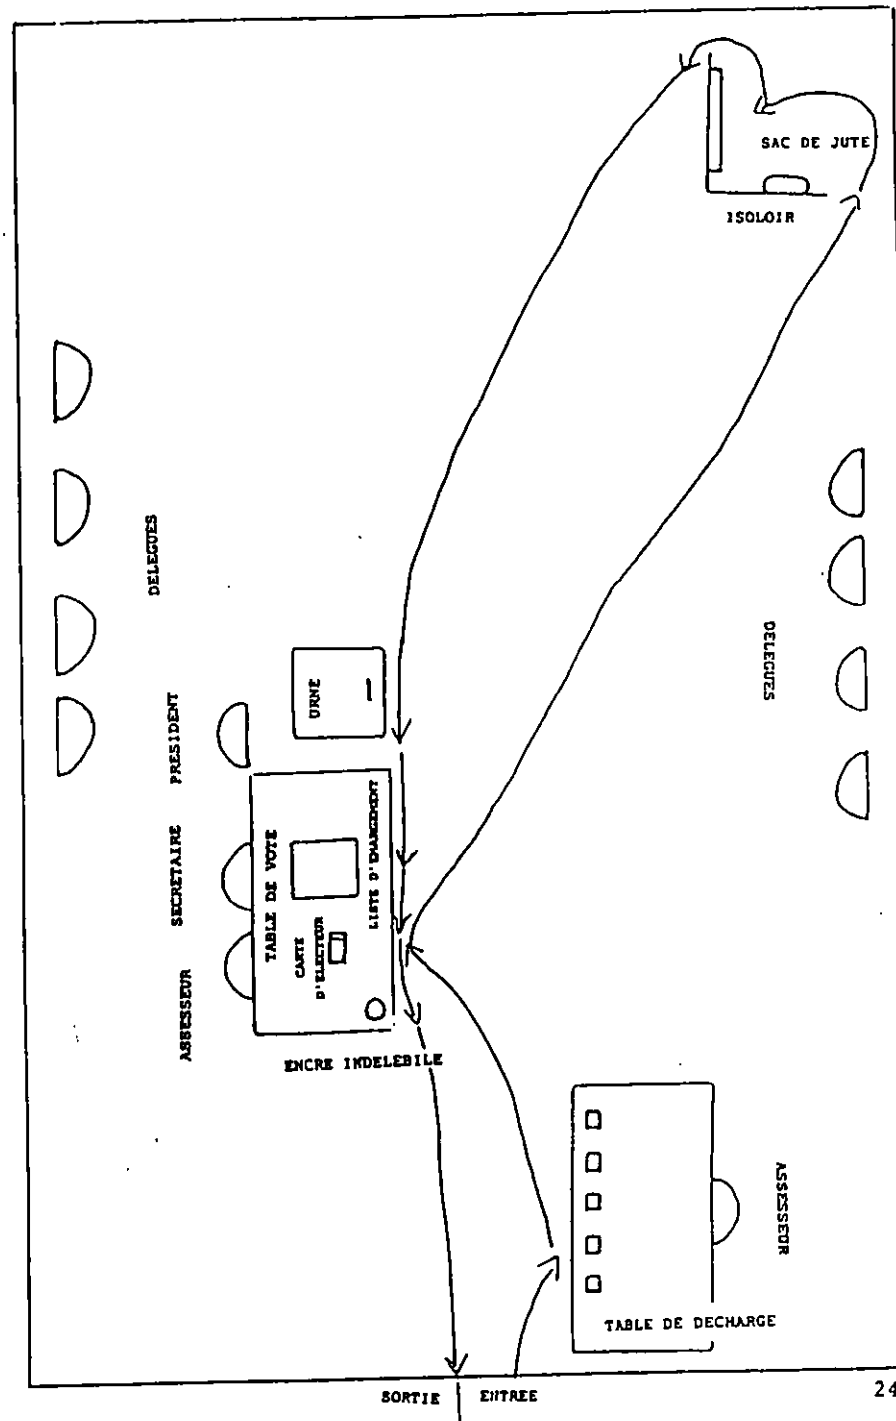 SAC DE JUTE
ISOLOIR
DELEGUES
DELEGUES
URNE
PRESIDENT
SECRETAIRE
ASSESSEUR
TABLE DE VOTE
CARTE
D'ELECTEUR
LISTE D'EMARGEMENT
ENCRE INDELEBILE
ASSESSEUR
TABLE DE DECHARGE
SORTIE
ENTREE
24